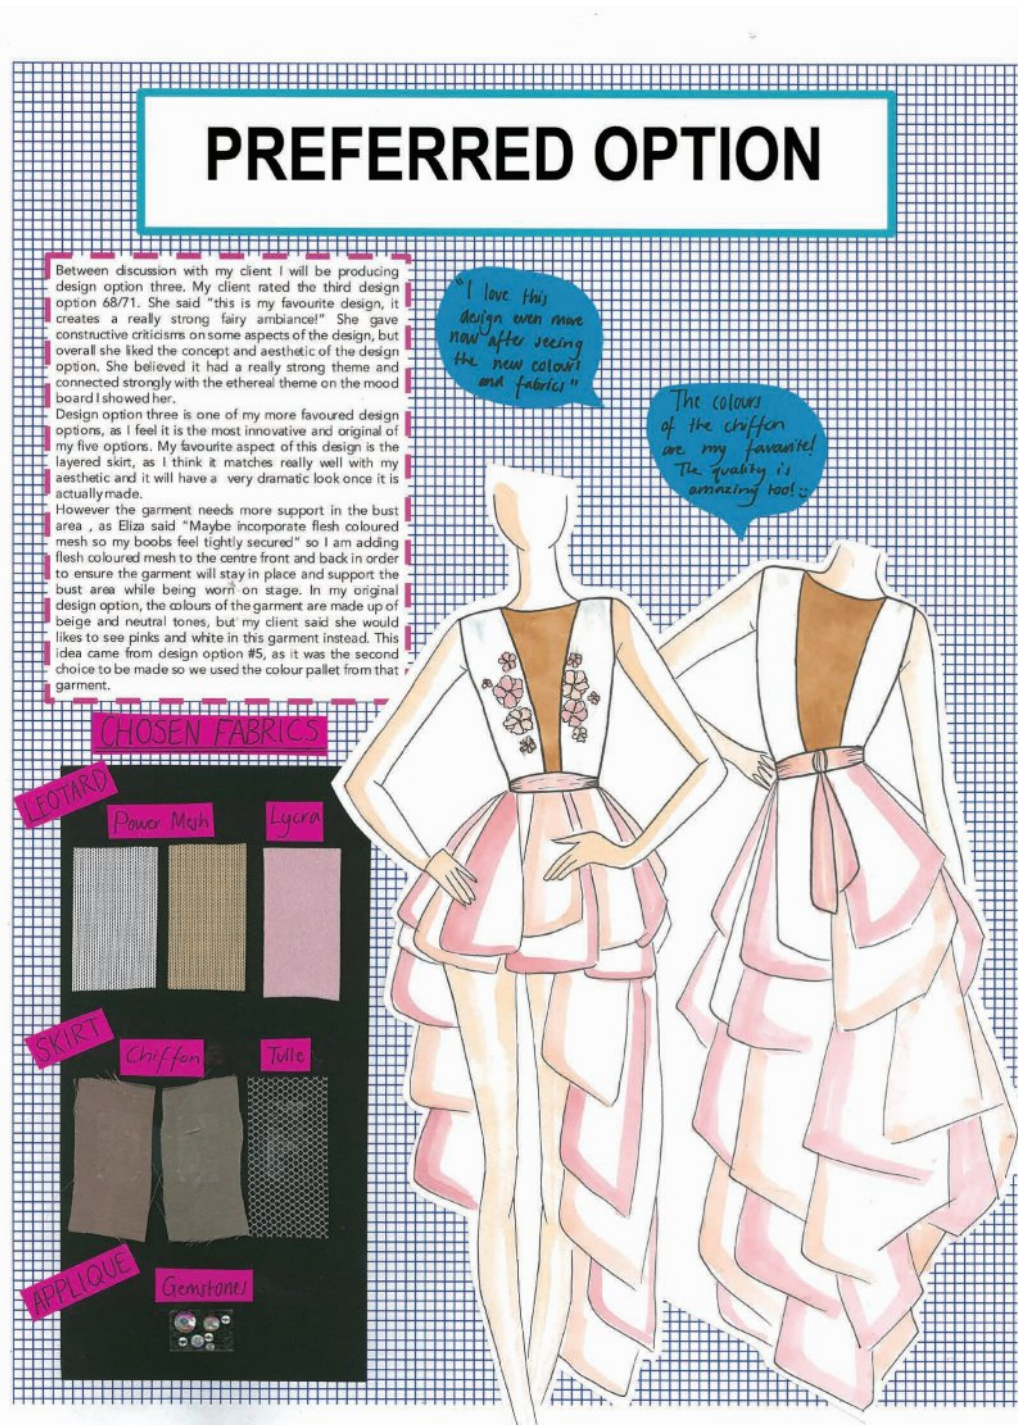 PREFERRED OPTION
Between discussion with my client I will be producing
design option three. My client rated the third design
option 68/71. She said "this is my favourite design, it
creates a really strong fairy ambiance!" She gave
constructive criticisms on some aspects of the design, but
overall she liked the concept and aesthetic of the design
option. She believed it had a really strong theme and
connected strongly with the ethereal theme on the mood
board I showed her.
Design option three is one of my more favoured design
options, as I feel it is the most innovative and original of
my five options. My favourite aspect of this design is the
layered skirt, as I think it matches really well with my
aesthetic and it will have a very dramatic look once it is
actually made.
However the garment needs more support in the bust
area , as Eliza said "Maybe incorporate flesh coloured
mesh so my boobs feel tightly secured" so I am adding
flesh coloured mesh to the centre front and back in order
to ensure the garment will stay in place and support the
bust area while being worn on stage. In my original
design option, the colours of the garment are made up of
beige and neutral tones, but my client said she would
likes to see pinks and white in this garment instead. This
idea came from design option #5, as it was the second
choice to be made so we used the colour pallet from that
garment.
"I love this
design even more
now after seeing
the new colours
and fabrics"
The colours
of the chiffon
are my favourite!
The quality is
amazing too! :)
CHOSEN FABRICS
LEOTARD
Power Mesh
Lycra
SKIRT
Chiffon
Tulle
APPLIQUE
Gemstones